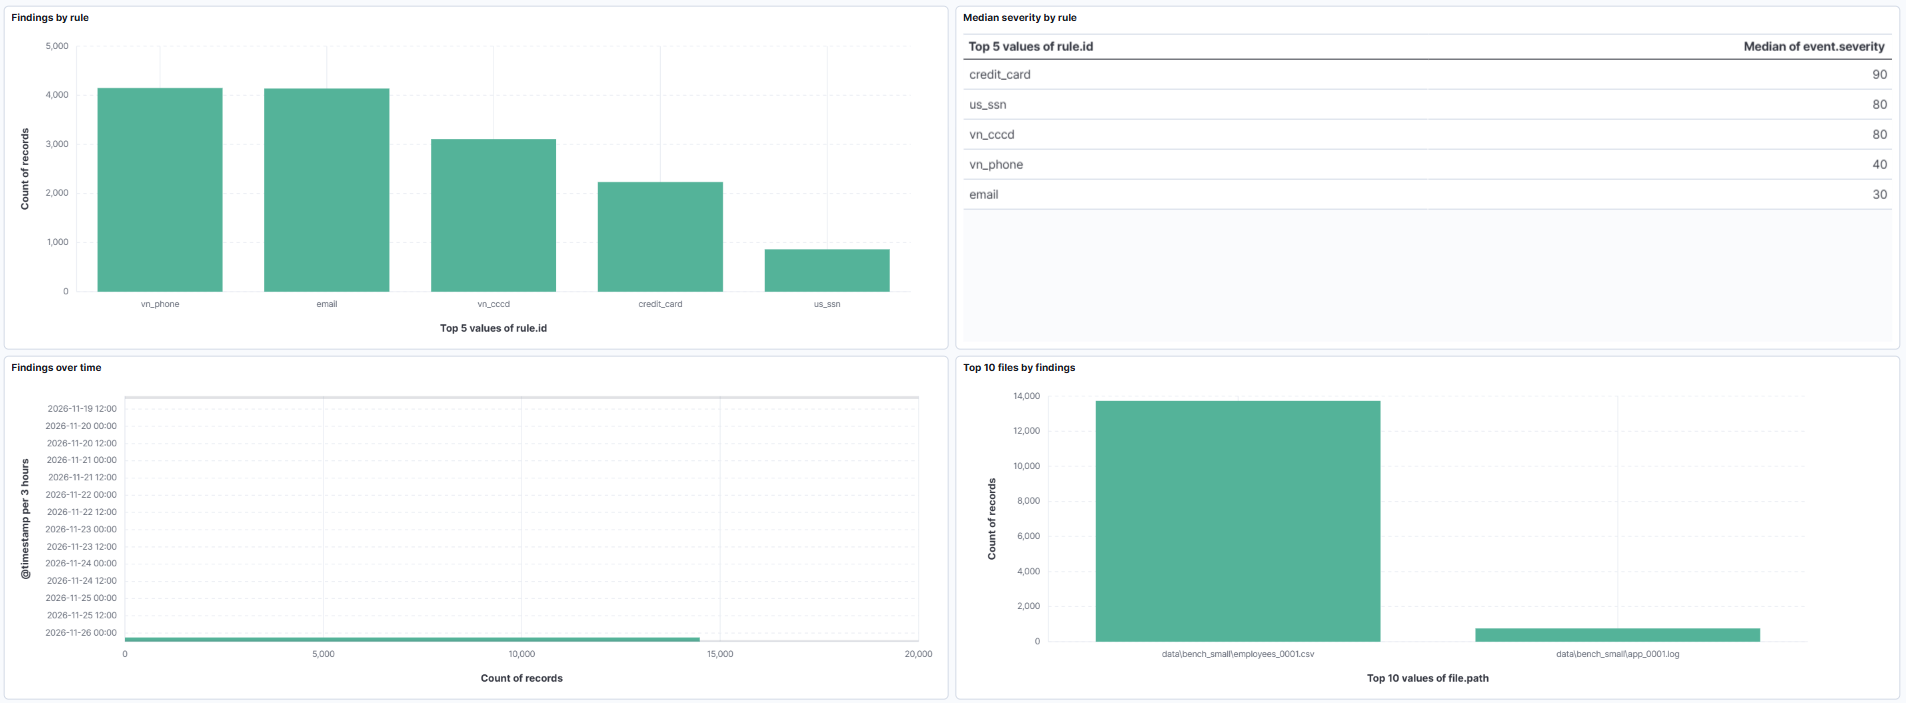 Findings by rule
5,000
4,000
3,000
2,000
1,000
0
Count of records
vn_phone email vn_cccd credit_card us_ssn
Top 5 values of rule.id
Median severity by rule
Top 5 values of rule.id Median of event.severity
credit_card 90
us_ssn 80
vn_cccd 80
vn_phone 40
email 30
Findings over time
@timestamp per 3 hours
2026-11-19 12:00
2026-11-20 00:00
2026-11-20 12:00
2026-11-21 00:00
2026-11-21 12:00
2026-11-22 00:00
2026-11-22 12:00
2026-11-23 00:00
2026-11-23 12:00
2026-11-24 00:00
2026-11-24 12:00
2026-11-25 00:00
2026-11-25 12:00
2026-11-26 00:00
0 5,000 10,000 15,000 20,000
Count of records
Top 10 files by findings
14,000
12,000
10,000
8,000
6,000
4,000
2,000
0
Count of records
data\bench_small\employees_0001.csv data\bench_small\app_0001.log
Top 10 values of file.path